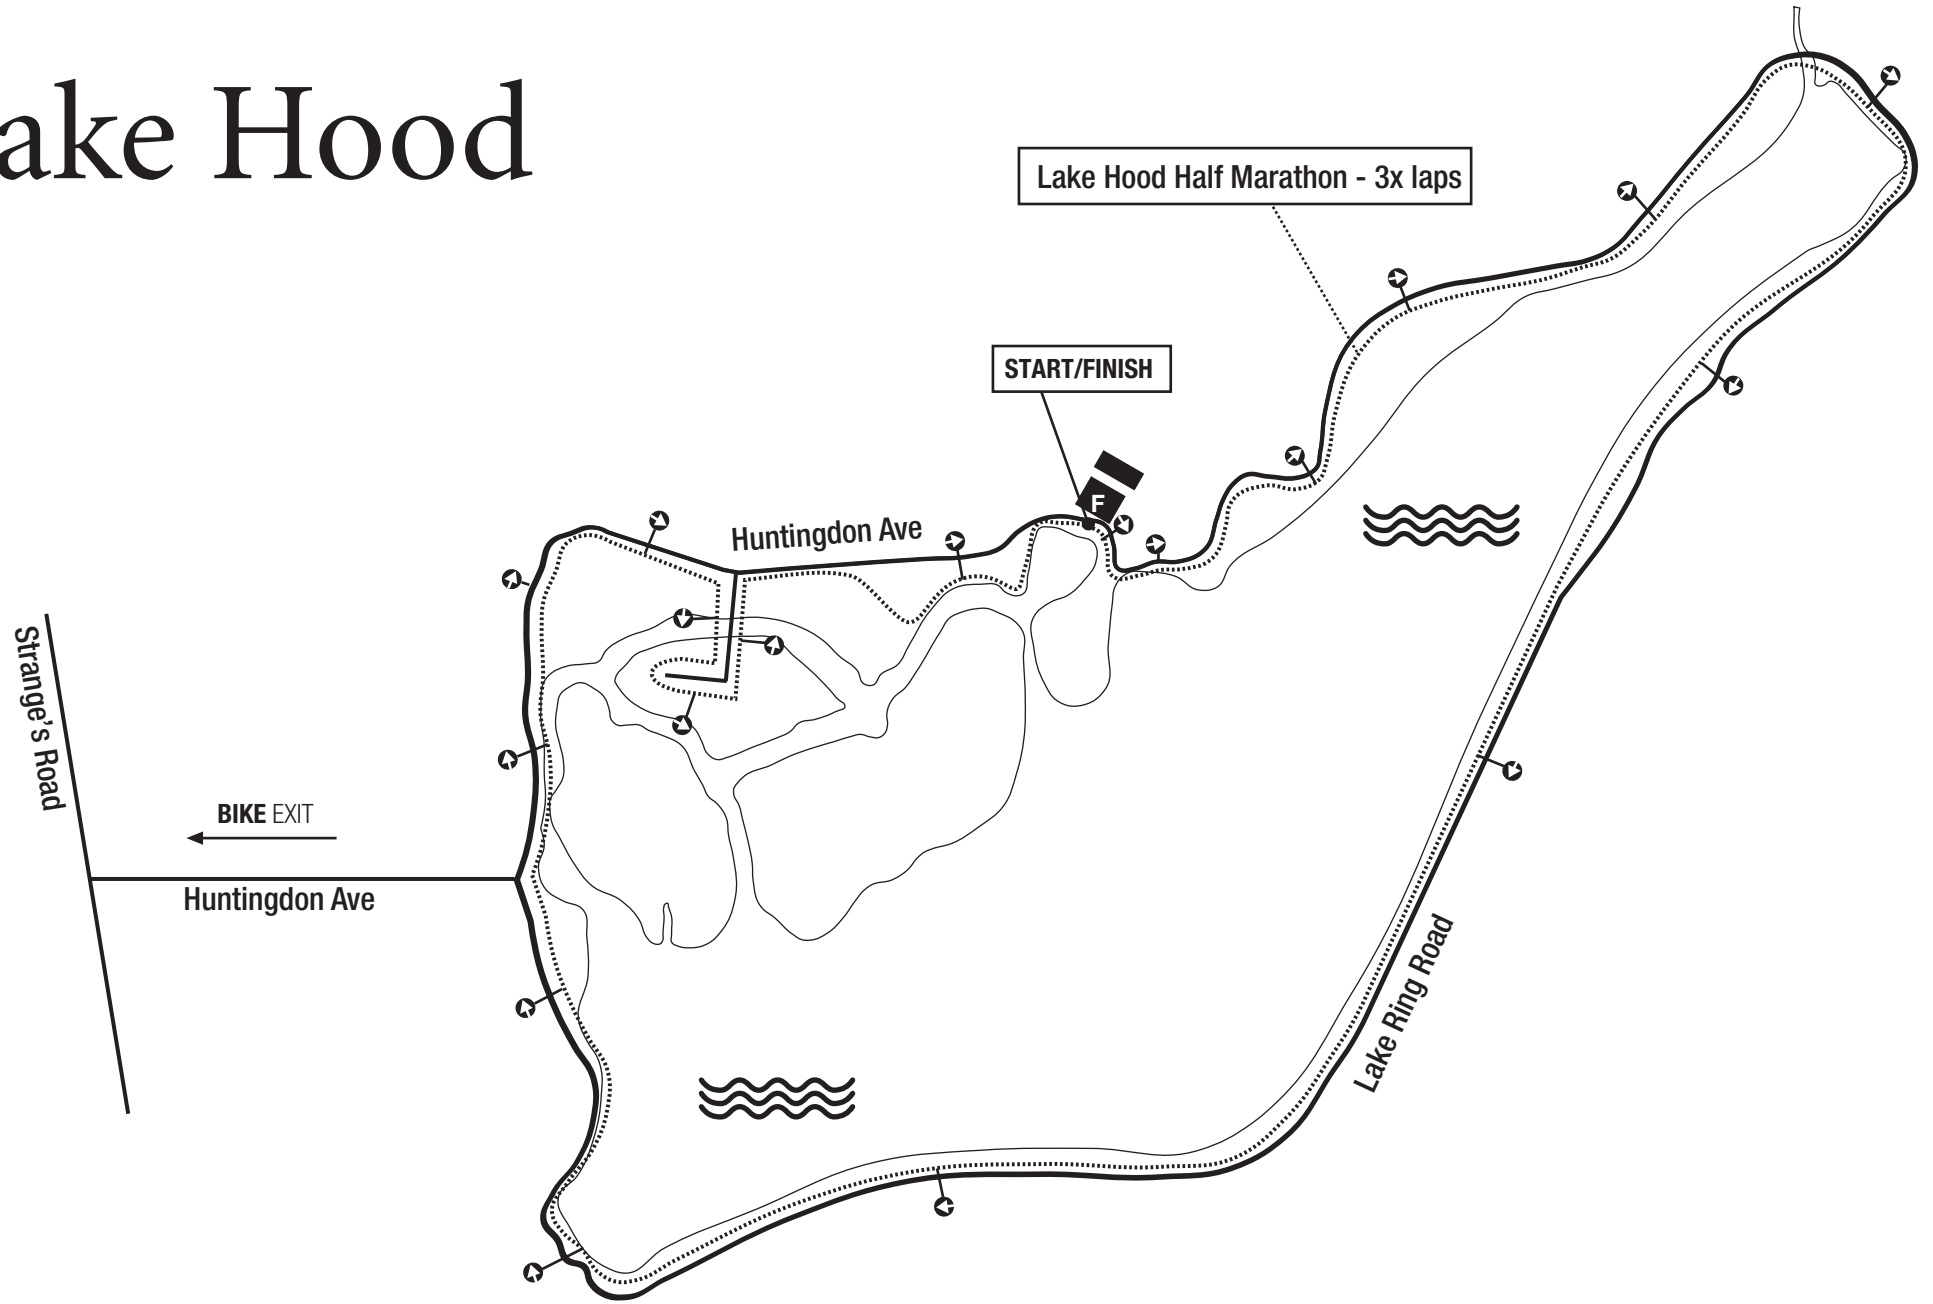 ake Hood
Lake Hood Half Marathon - 3x laps
START/FINISH
F
Huntingdon Ave
Strange's Road
BIKE EXIT
Huntingdon Ave
Lake Ring Road